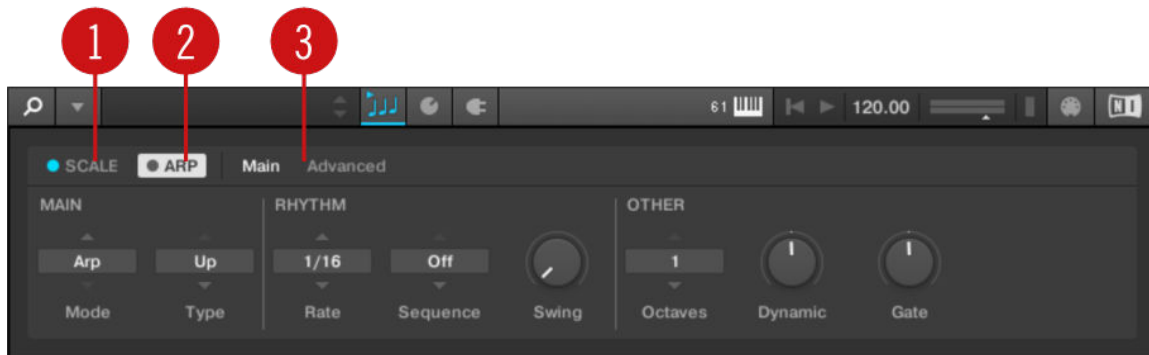 1 2 3
61 120.00 NI
SCALE ARP Main Advanced
MAIN RHYTHM OTHER
Arp Up 1/16 Off 1
Mode Type Rate Sequence Swing Octaves Dynamic Gate